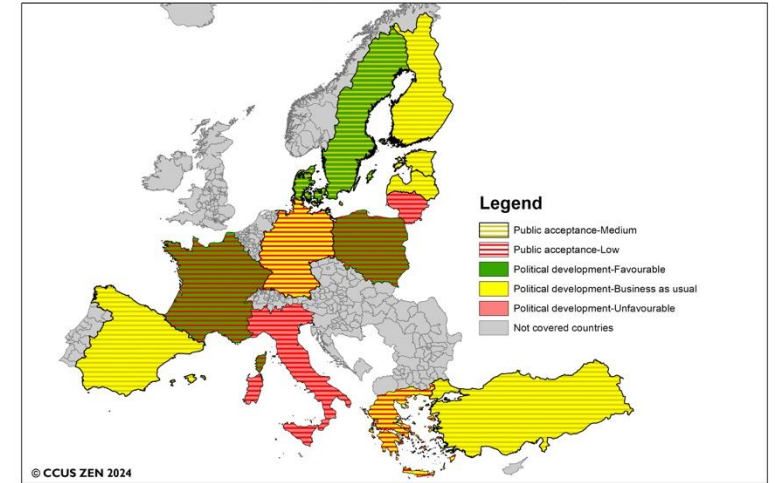 Legend
Public acceptance-Medium
Public acceptance-Low
Political development-Favourable
Political development-Business as usual
Political development-Unfavourable
Not covered countries
© CCUS ZEN 2024